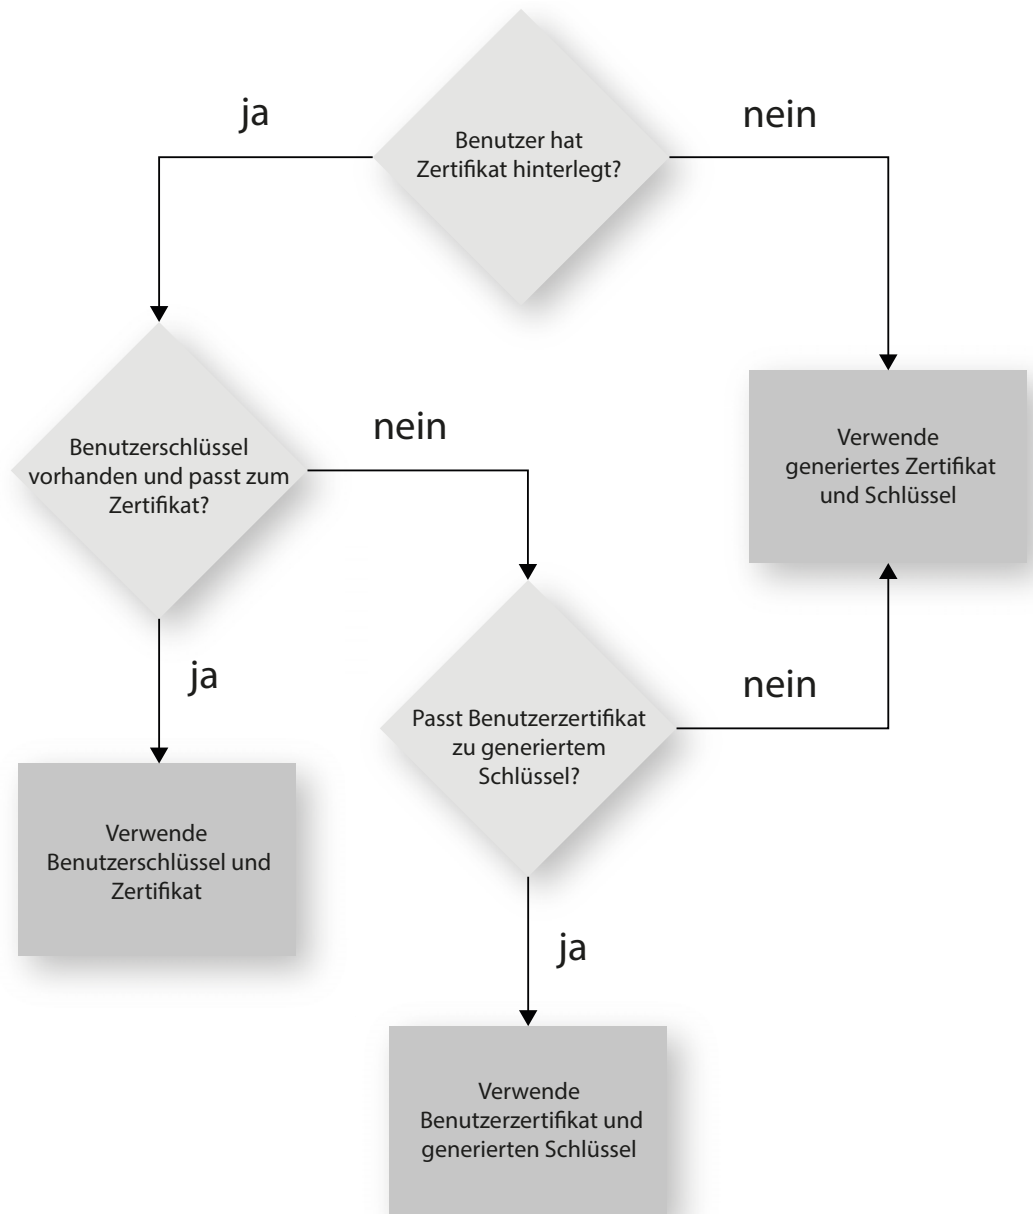 ja
nein
Benutzer hat
Zertifikat hinterlegt?
nein
Benutzerschlüssel
vorhanden und passt zum
Zertifikat?
Verwende
generiertes Zertifikat
und Schlüssel
ja
nein
Passt Benutzerzertifikat
zu generiertem
Schlüssel?
Verwende
Benutzerschlüssel und
Zertifikat
ja
Verwende
Benutzerzertifikat und
generierten Schlüssel